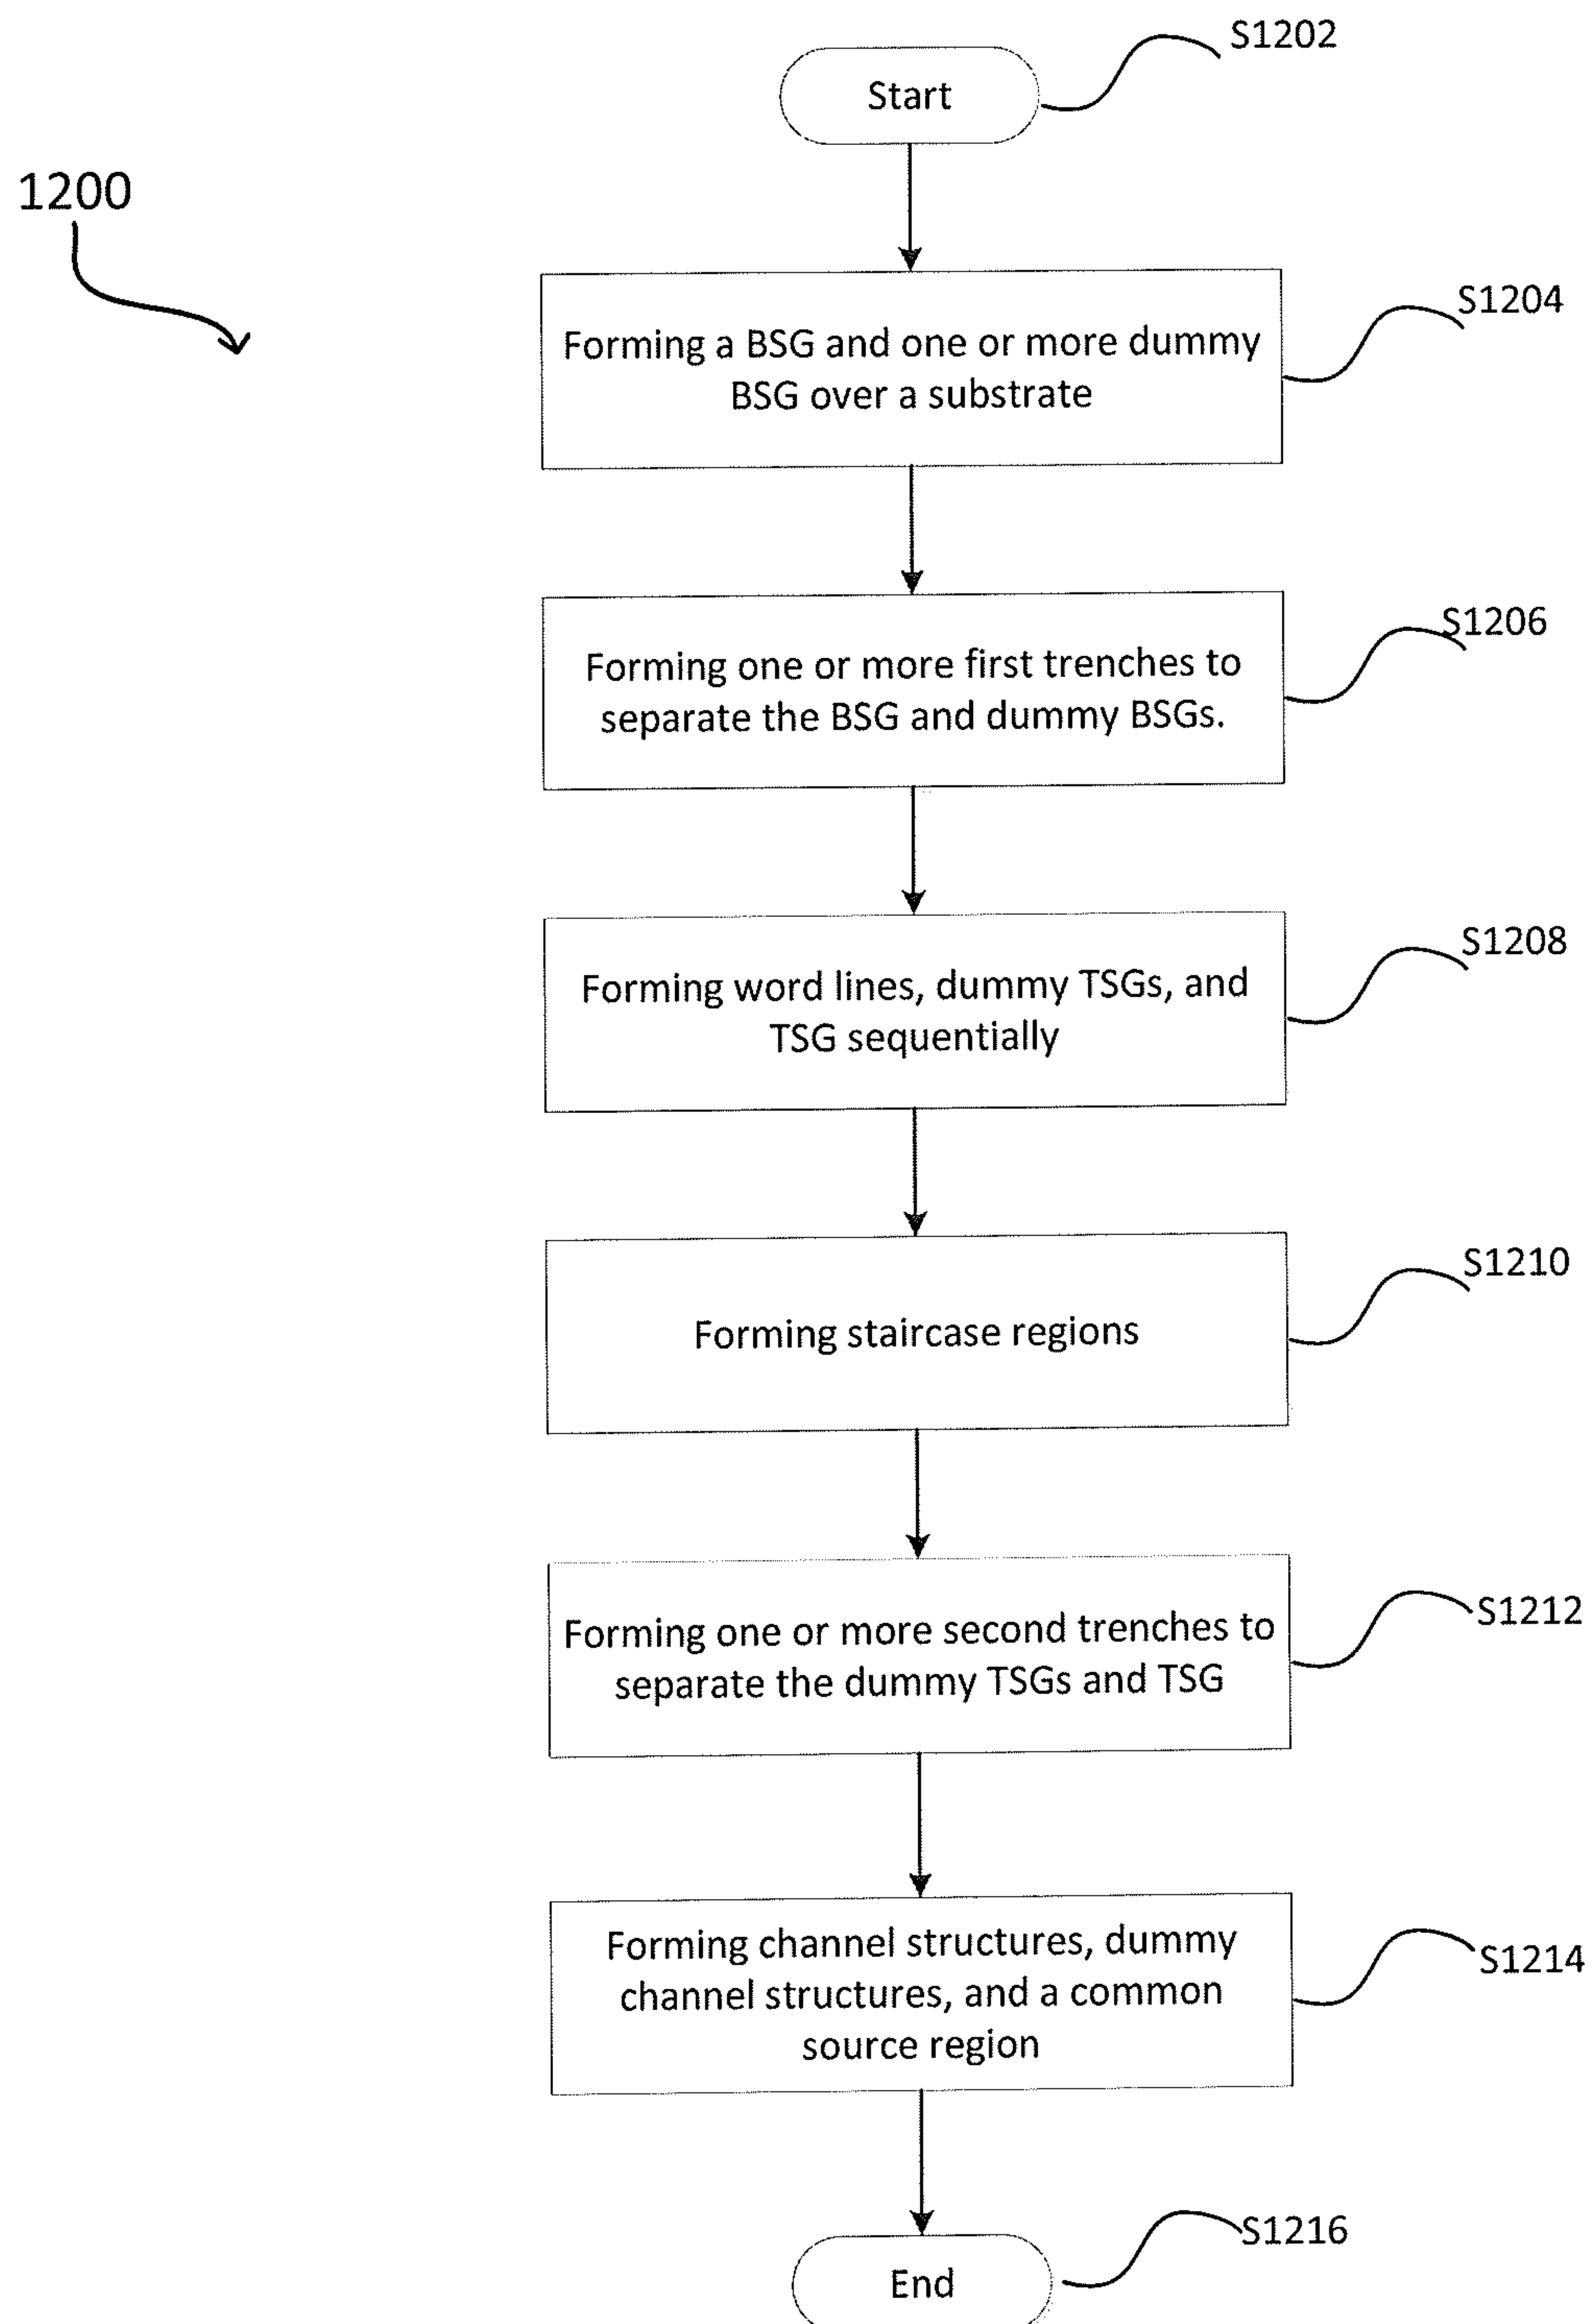 S1202
Start
1200
S1204
Forming a BSG and one or more dummy
BSG over a substrate
S1206
Forming one or more first trenches to
separate the BSG and dummy BSGs.
S1208
Forming word lines, dummy TSGs, and
TSG sequentially
S1210
Forming staircase regions
S1212
Forming one or more second trenches to
separate the dummy TSGs and TSG
S1214
Forming channel structures, dummy
channel structures, and a common
source region
S1216
End